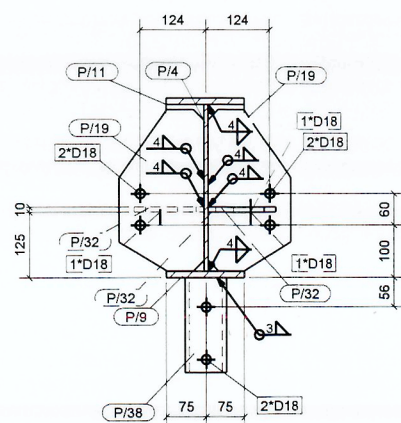 124 124
P/11 P/4 P/19
4
P/19 4 4 1*D18
2*D18 4 4 2*D18
10 60
P/32 4
125 1*D18 1*D18 100
P/32 P/32
P/9 56
3
P/38 75 75 2*D18